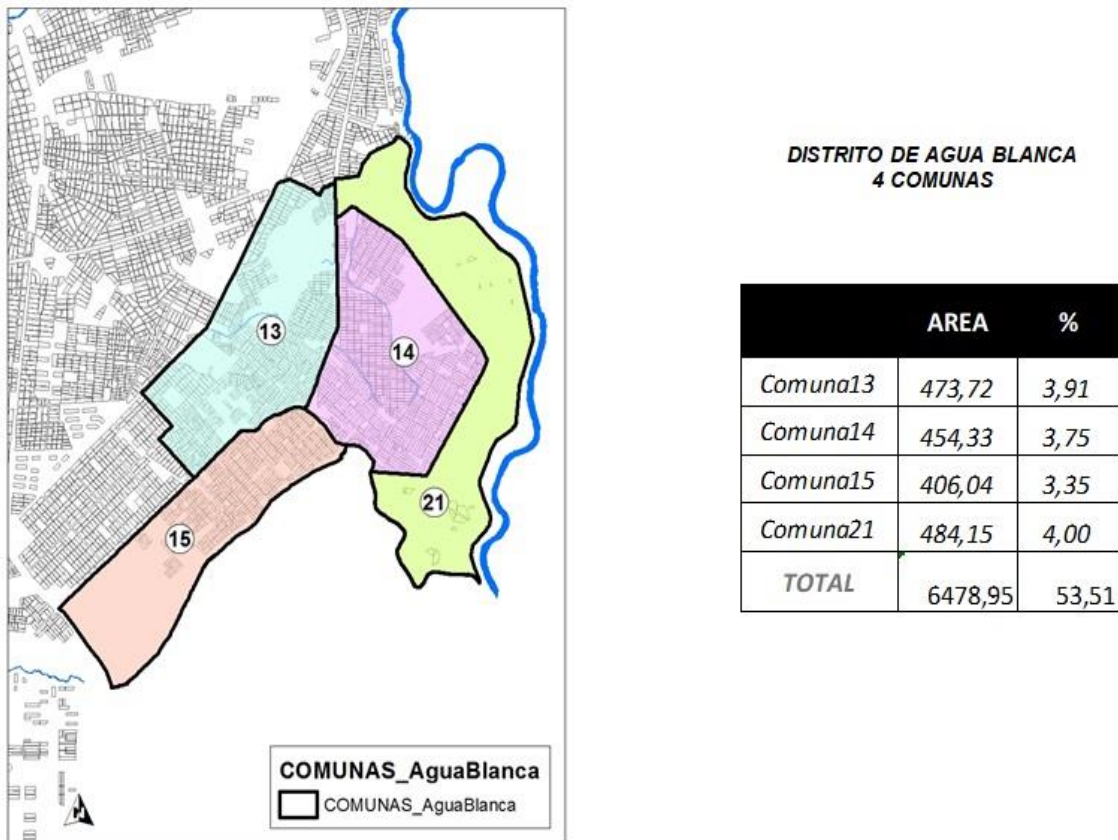 13
14
21
15
COMUNAS_AguaBlanca
COMUNAS_AguaBlanca
DISTRITO DE AGUA BLANCA
4 COMUNAS
AREA %
Comuna13 473,72 3,91
Comuna14 454,33 3,75
Comuna15 406,04 3,35
Comuna21 484,15 4,00
TOTAL 6478,95 53,51